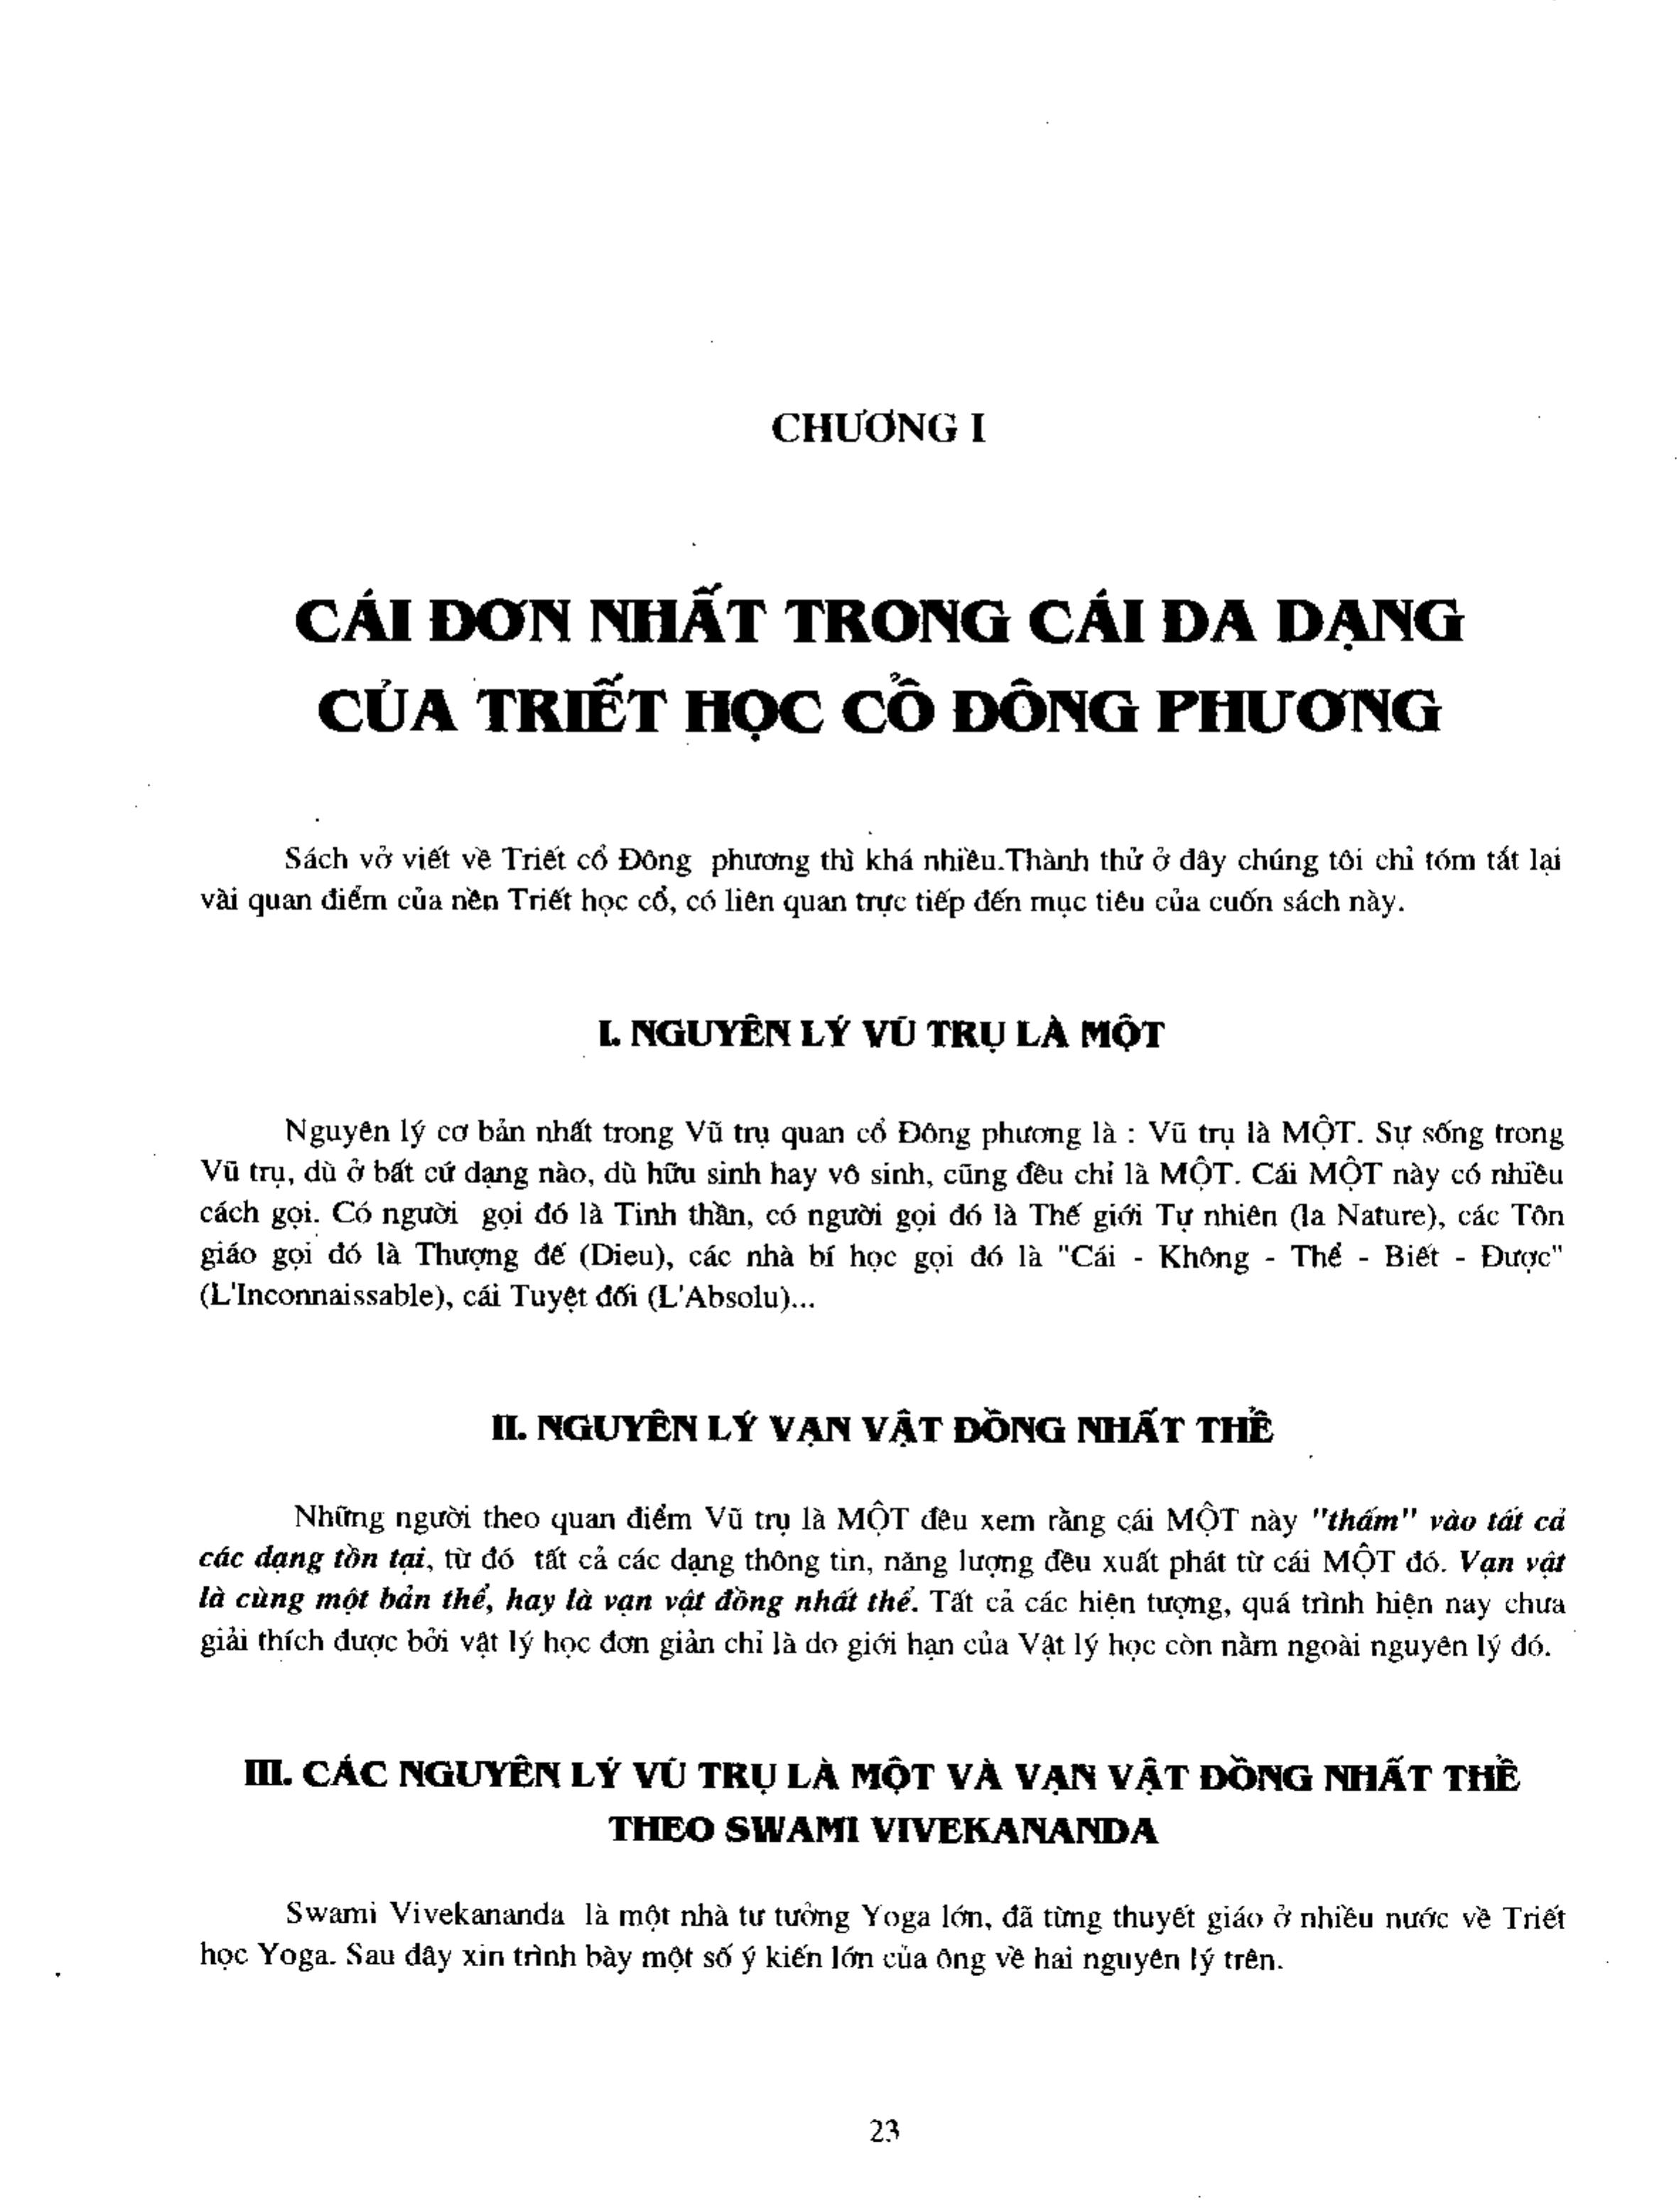 CHƯƠNG I
CÁI ĐƠN NHẤT TRONG CÁI ĐA DẠNG
CỦA TRIẾT HỌC CỔ ĐÔNG PHƯƠNG
Sách vở viết về Triết cổ Đông phương thì khá nhiều.Thành thử ở đây chúng tôi chỉ tóm tắt lại
vài quan điểm của nền Triết học cổ, có liên quan trực tiếp đến mục tiêu của cuốn sách này.
I. NGUYÊN LÝ VŨ TRỤ LÀ MỘT
Nguyên lý cơ bản nhất trong Vũ trụ quan cổ Đông phương là : Vũ trụ là MỘT. Sự sống trong
Vũ trụ, dù ở bất cứ dạng nào, dù hữu sinh hay vô sinh, cũng đều chỉ là MỘT. Cái MỘT này có nhiều
cách gọi. Có người gọi đó là Tinh thần, có người gọi đó là Thế giới Tự nhiên (la Nature), các Tôn
giáo gọi đó là Thượng đế (Dieu), các nhà bí học gọi đó là "Cái - Không - Thể - Biết - Được"
(L'Inconnaissable), cái Tuyệt đối (L'Absolu)...
II. NGUYÊN LÝ VẠN VẬT ĐỒNG NHẤT THỂ
Những người theo quan điểm Vũ trụ là MỘT đều xem rằng cái MỘT này "thấm" vào tất cả
các dạng tồn tại, từ đó tất cả các dạng thông tin, năng lượng đều xuất phát từ cái MỘT đó. Vạn vật
là cùng một bản thể, hay là vạn vật đồng nhất thể. Tất cả các hiện tượng, quá trình hiện nay chưa
giải thích được bởi vật lý học đơn giản chỉ là do giới hạn của Vật lý học còn nằm ngoài nguyên lý đó.
III. CÁC NGUYÊN LÝ VŨ TRỤ LÀ MỘT VÀ VẠN VẬT ĐỒNG NHẤT THỂ
THEO SWAMI VIVEKANANDA
Swami Vivekananda là một nhà tư tưởng Yoga lớn, đã từng thuyết giáo ở nhiều nước về Triết
học Yoga. Sau đây xin trình bày một số ý kiến lớn của ông về hai nguyên lý trên.
23